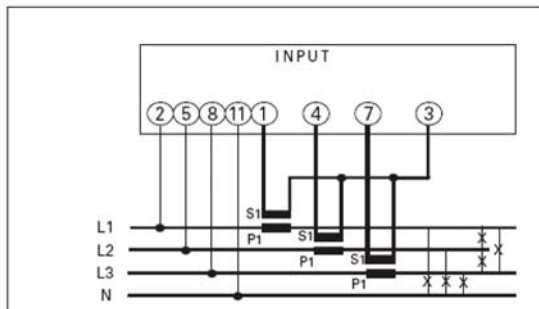 INPUT
2 5 8 11 1 4 7 3
S1
L1 P1 S1
L2 P1 S1
L3 P1
N